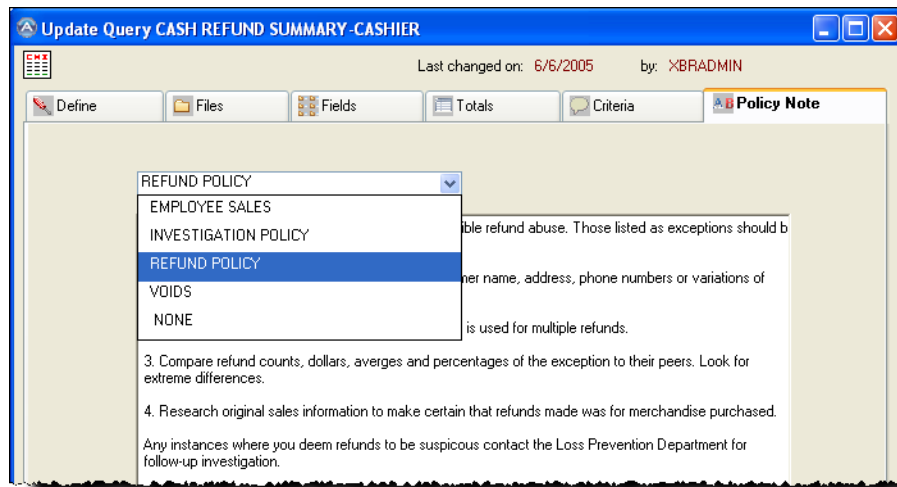 Update Query CASH REFUND SUMMARY-CASHIER
Last changed on: 6/6/2005 by: XBRADMIN
Define Files Fields Totals Criteria Policy Note
REFUND POLICY
EMPLOYEE SALES
ible refund abuse. Those listed as exceptions should b
INVESTIGATION POLICY
REFUND POLICY
mer name, address, phone numbers or variations of
VOIDS
NONE
is used for multiple refunds.
3. Compare refund counts, dollars, averges and percentages of the exception to their peers. Look for
extreme differences.
4. Research original sales information to make certain that refunds made was for merchandise purchased.
Any instances where you deem refunds to be suspicous contact the Loss Prevention Department for
follow-up investigation.